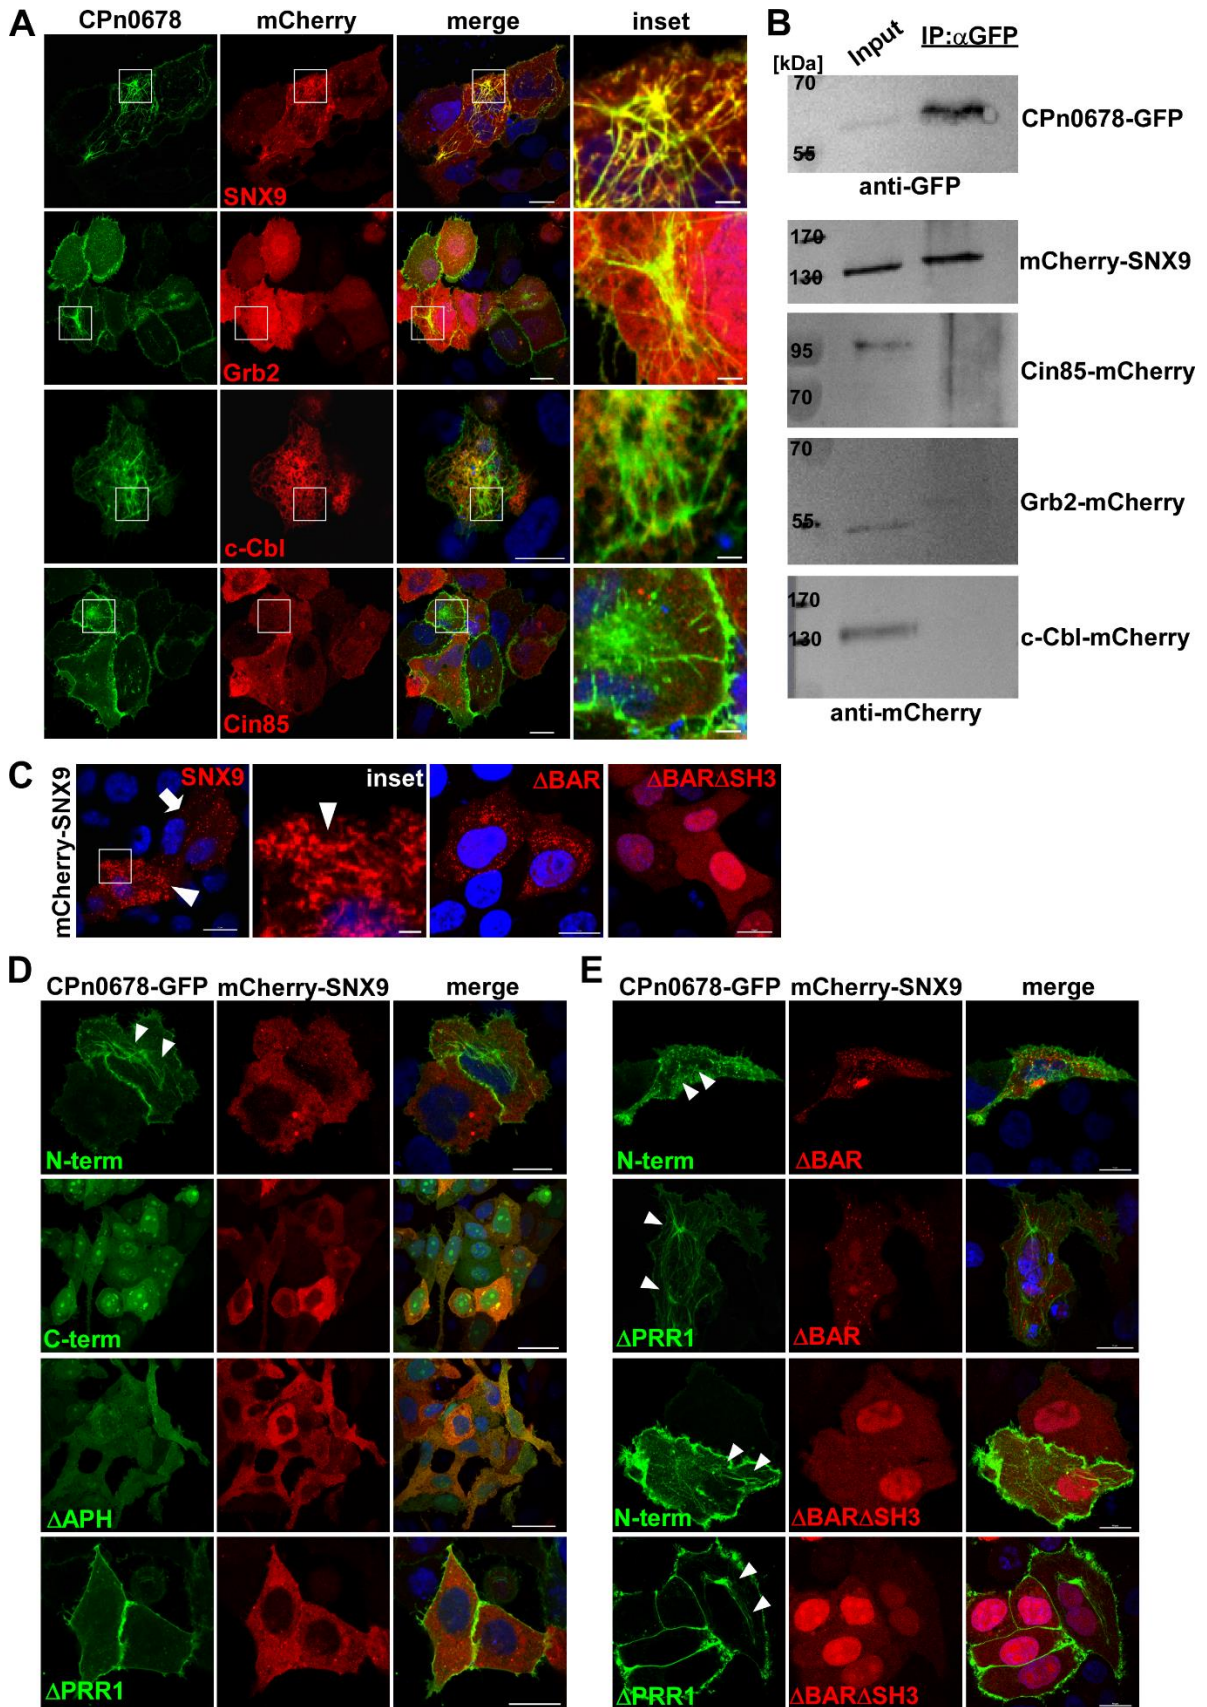 A
CPn0678 mCherry merge inset
SNX9
Grb2
c-Cbl
Cin85
B
Input IP:αGFP
[kDa]
70
55
CPn0678-GFP
anti-GFP
170
130
mCherry-SNX9
95
70
Cin85-mCherry
70
55
Grb2-mCherry
170
130
c-Cbl-mCherry
anti-mCherry
C
mCherry-SNX9
SNX9 inset ΔBAR ΔBARΔSH3
D
CPn0678-GFP mCherry-SNX9 merge
N-term
C-term
ΔAPH
ΔPRR1
E
CPn0678-GFP mCherry-SNX9 merge
N-term ΔBAR
ΔPRR1 ΔBAR
N-term ΔBARΔSH3
ΔPRR1 ΔBARΔSH3